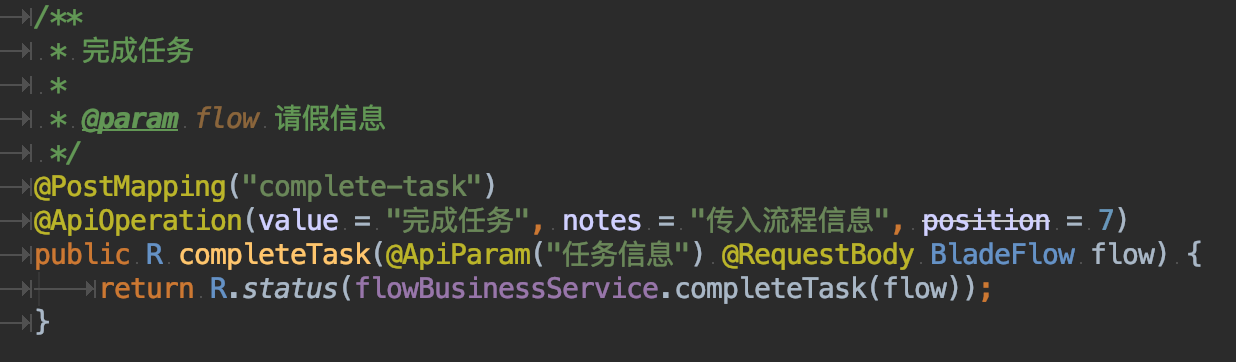 /**
 * 完成任务
 *
 * @param flow 请假信息
 */
@PostMapping("complete-task")
@ApiOperation(value = "完成任务", notes = "传入流程信息", position = 7)
public R completeTask(@ApiParam("任务信息") @RequestBody BladeFlow flow) {
    return R.status(flowBusinessService.completeTask(flow));
}